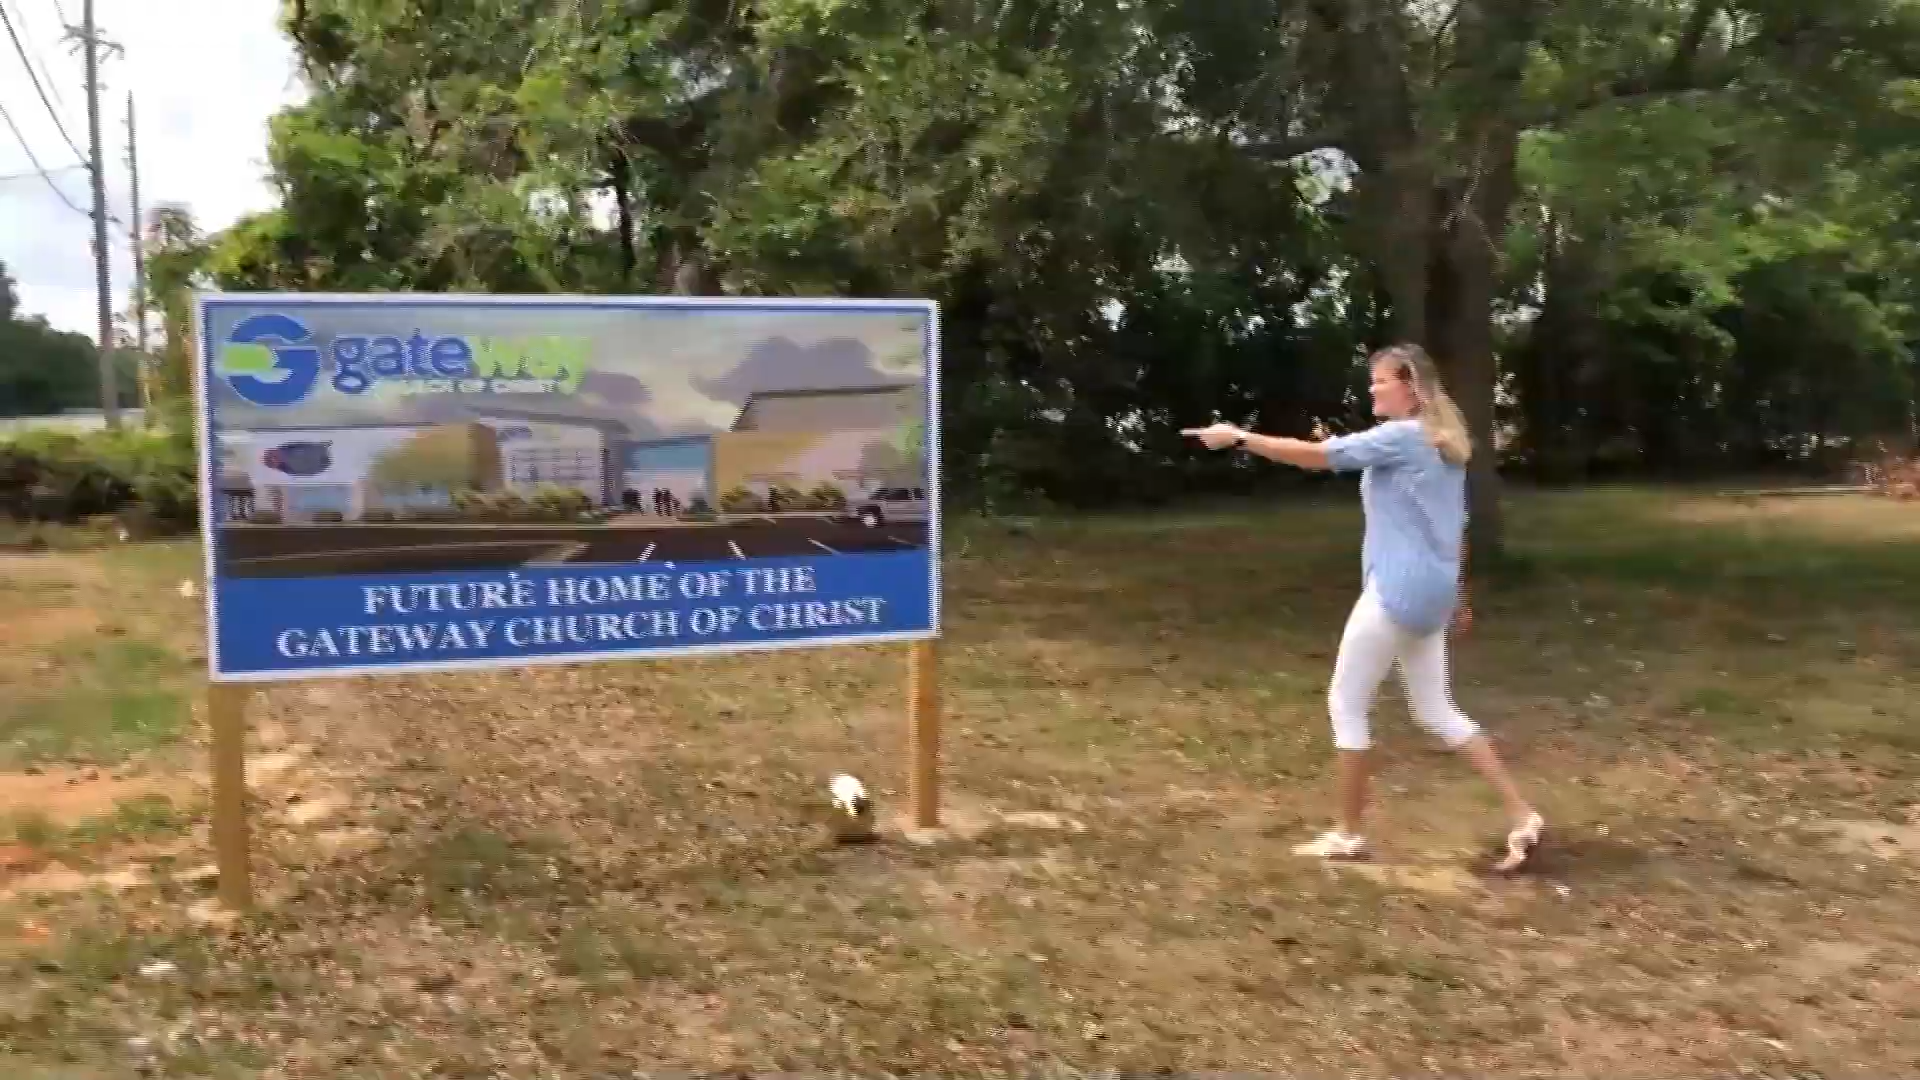 gateway
CHURCH OF CHRIST
FUTURE HOME OF THE
GATEWAY CHURCH OF CHRIST